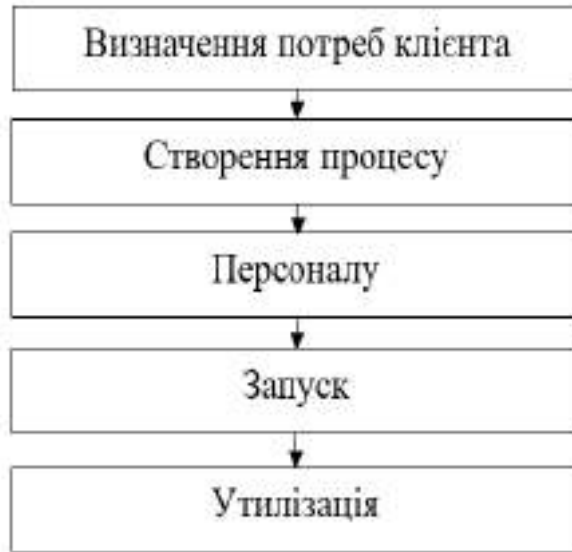 Визначення потреб клієнта
Створення процесу
Персоналу
Запуск
Утилізація